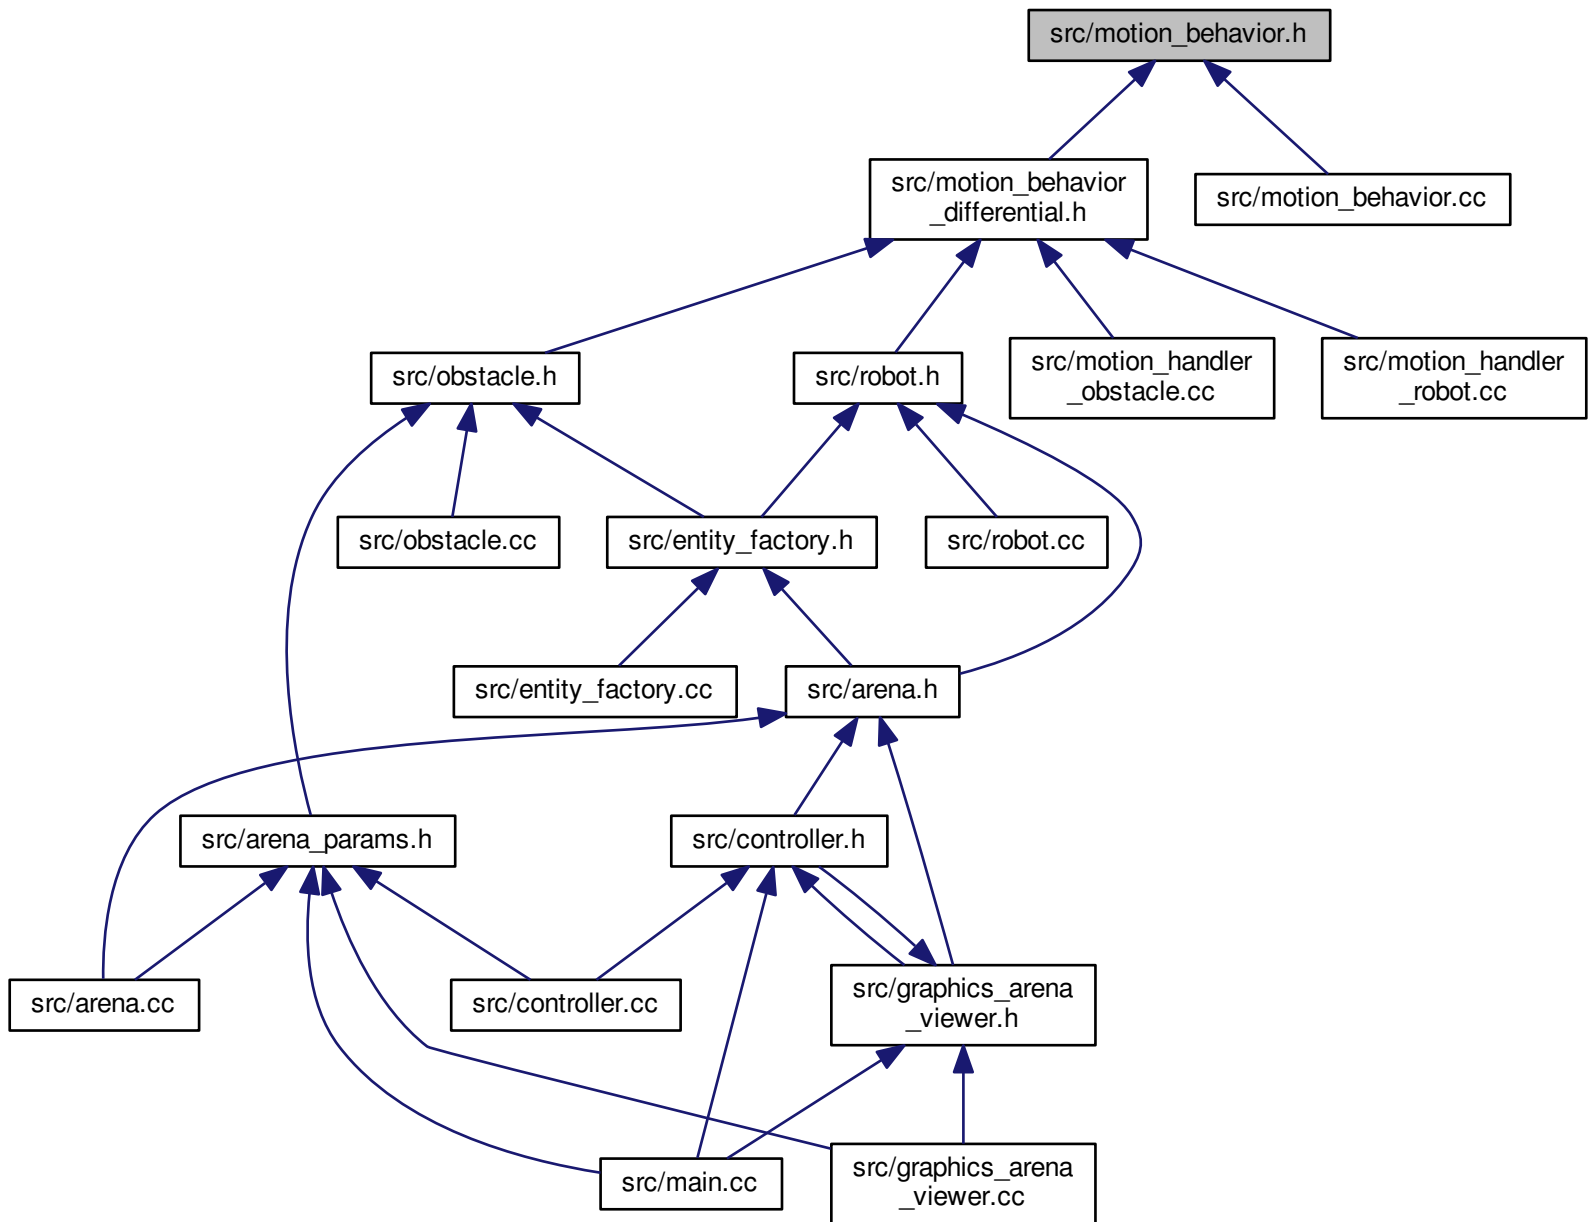 src/motion_behavior.h
src/motion_behavior
_differential.h
src/motion_behavior.cc
src/obstacle.h
src/robot.h
src/motion_handler
_obstacle.cc
src/motion_handler
_robot.cc
src/obstacle.cc
src/entity_factory.h
src/robot.cc
src/entity_factory.cc
src/arena.h
src/arena_params.h
src/controller.h
src/arena.cc
src/controller.cc
src/graphics_arena
_viewer.h
src/main.cc
src/graphics_arena
_viewer.cc